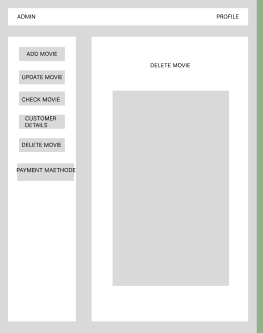 ADMIN PROFILE
ADD MOVIE
UPDATE MOVIE
CHECK MOVIE
CUSTOMER
DETAILS
DELETE MOVIE
PAYMENT MAETHODE
DELETE MOVIE